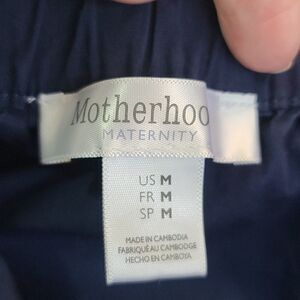 Motherhoo
MATERNITY
US M
FR M
SP M
MADE IN CAMBODIA
FABRIQUÉ AU CAMBODGE
HECHO EN CAMBOYA